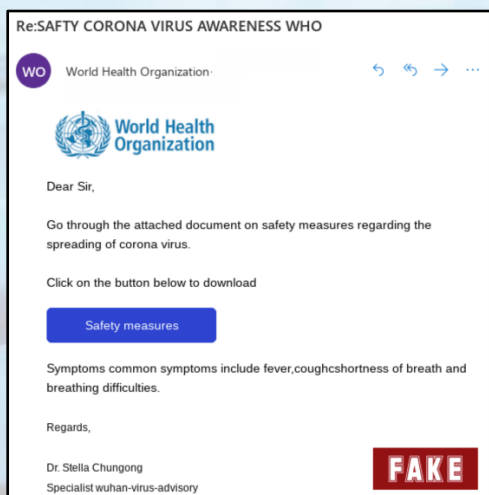 Re:SAFTY CORONA VIRUS AWARENESS WHO
WO
World Health Organization·
World Health
Organization
Dear Sir,
Go through the attached document on safety measures regarding the
spreading of corona virus.
Click on the button below to download
Safety measures
Symptoms common symptoms include fever,coughcshortness of breath and
breathing difficulties.
Regards,
Dr. Stella Chungong
Specialist wuhan-virus-advisory
FAKE